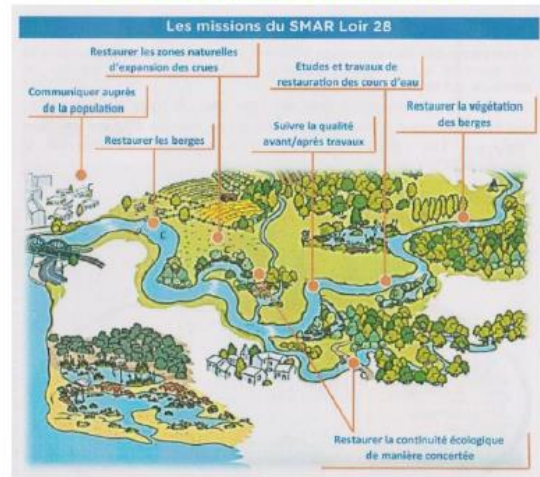 Les missions du SMAR Loir 28
Restaurer les zones naturelles
d'expansion des crues
Etudes et travaux de
restauration des cours d'eau
Communiquer auprès
de la population
Restaurer la végétation
des berges
Restaurer les berges
Suivre la qualité
avant/après travaux
Restaurer la continuité écologique
de manière concertée